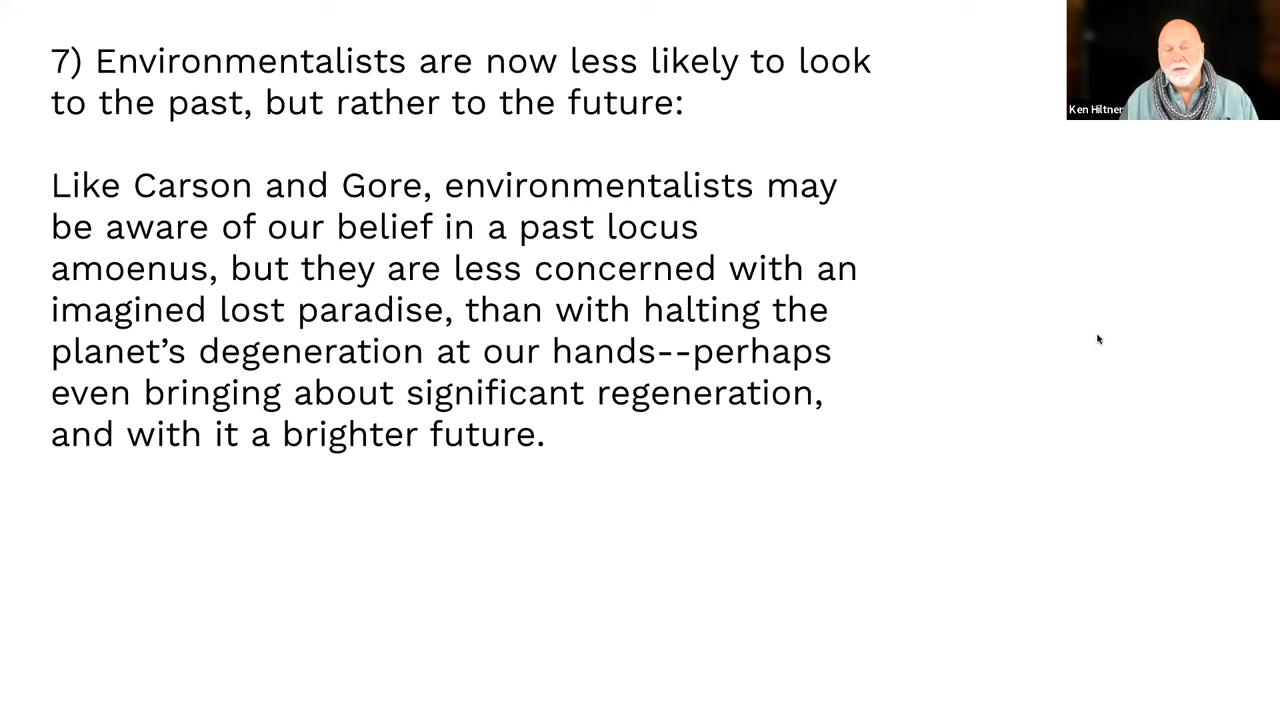 7) Environmentalists are now less likely to look
to the past, but rather to the future:
Like Carson and Gore, environmentalists may
be aware of our belief in a past locus
amoenus, but they are less concerned with an
imagined lost paradise, than with halting the
planet’s degeneration at our hands--perhaps
even bringing about significant regeneration,
and with it a brighter future.
Ken Hiltner